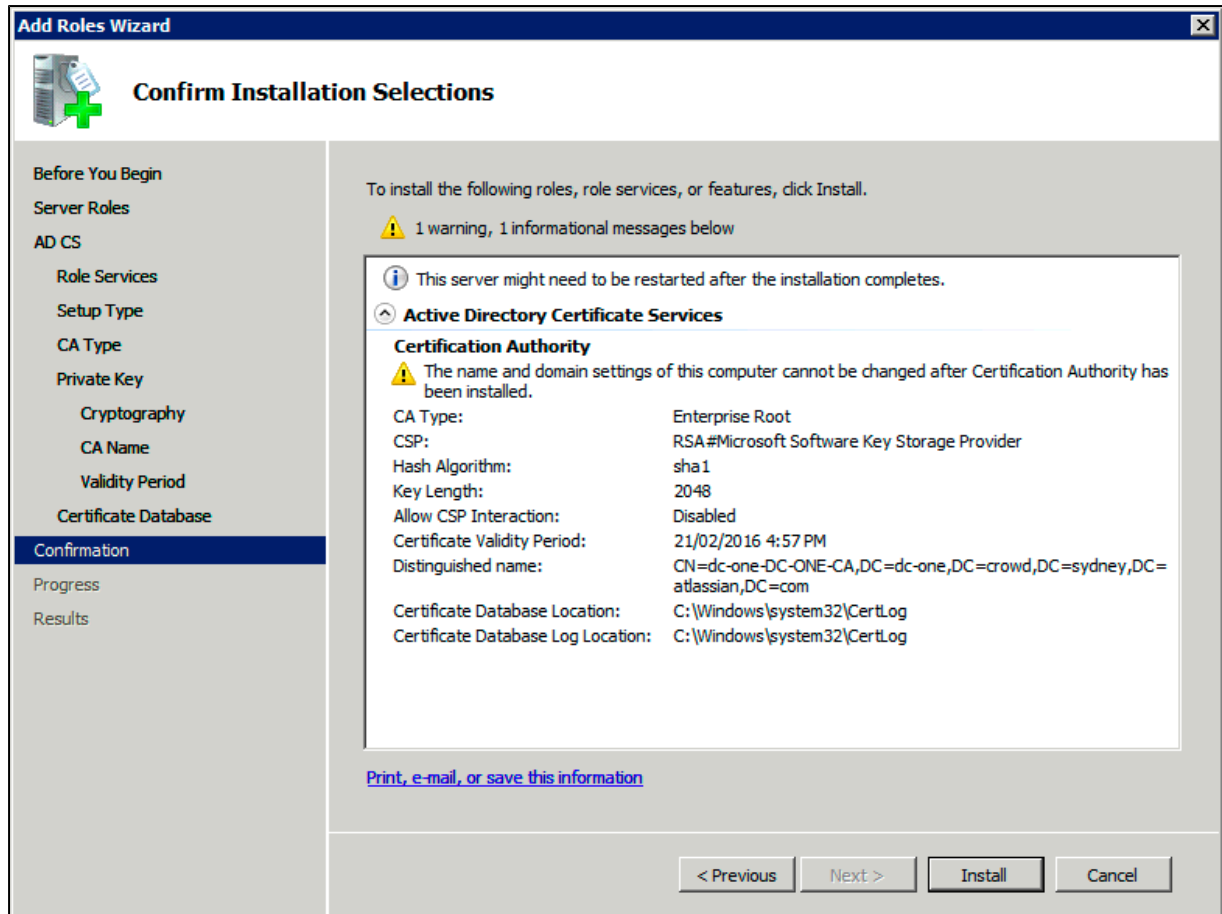 Add Roles Wizard
Confirm Installation Selections
Before You Begin
Server Roles
AD CS
Role Services
Setup Type
CA Type
Private Key
Cryptography
CA Name
Validity Period
Certificate Database
Confirmation
Progress
Results
To install the following roles, role services, or features, click Install.
1 warning, 1 informational messages below
This server might need to be restarted after the installation completes.
Active Directory Certificate Services
Certification Authority
The name and domain settings of this computer cannot be changed after Certification Authority has
been installed.
CA Type: Enterprise Root
CSP: RSA#Microsoft Software Key Storage Provider
Hash Algorithm: sha1
Key Length: 2048
Allow CSP Interaction: Disabled
Certificate Validity Period: 21/02/2016 4:57 PM
Distinguished name: CN=dc-one-DC-ONE-CA,DC=dc-one,DC=crowd,DC=sydney,DC=
atlassian,DC=com
Certificate Database Location: C:\Windows\system32\CertLog
Certificate Database Log Location: C:\Windows\system32\CertLog
Print, e-mail, or save this information
< Previous Next > Install Cancel